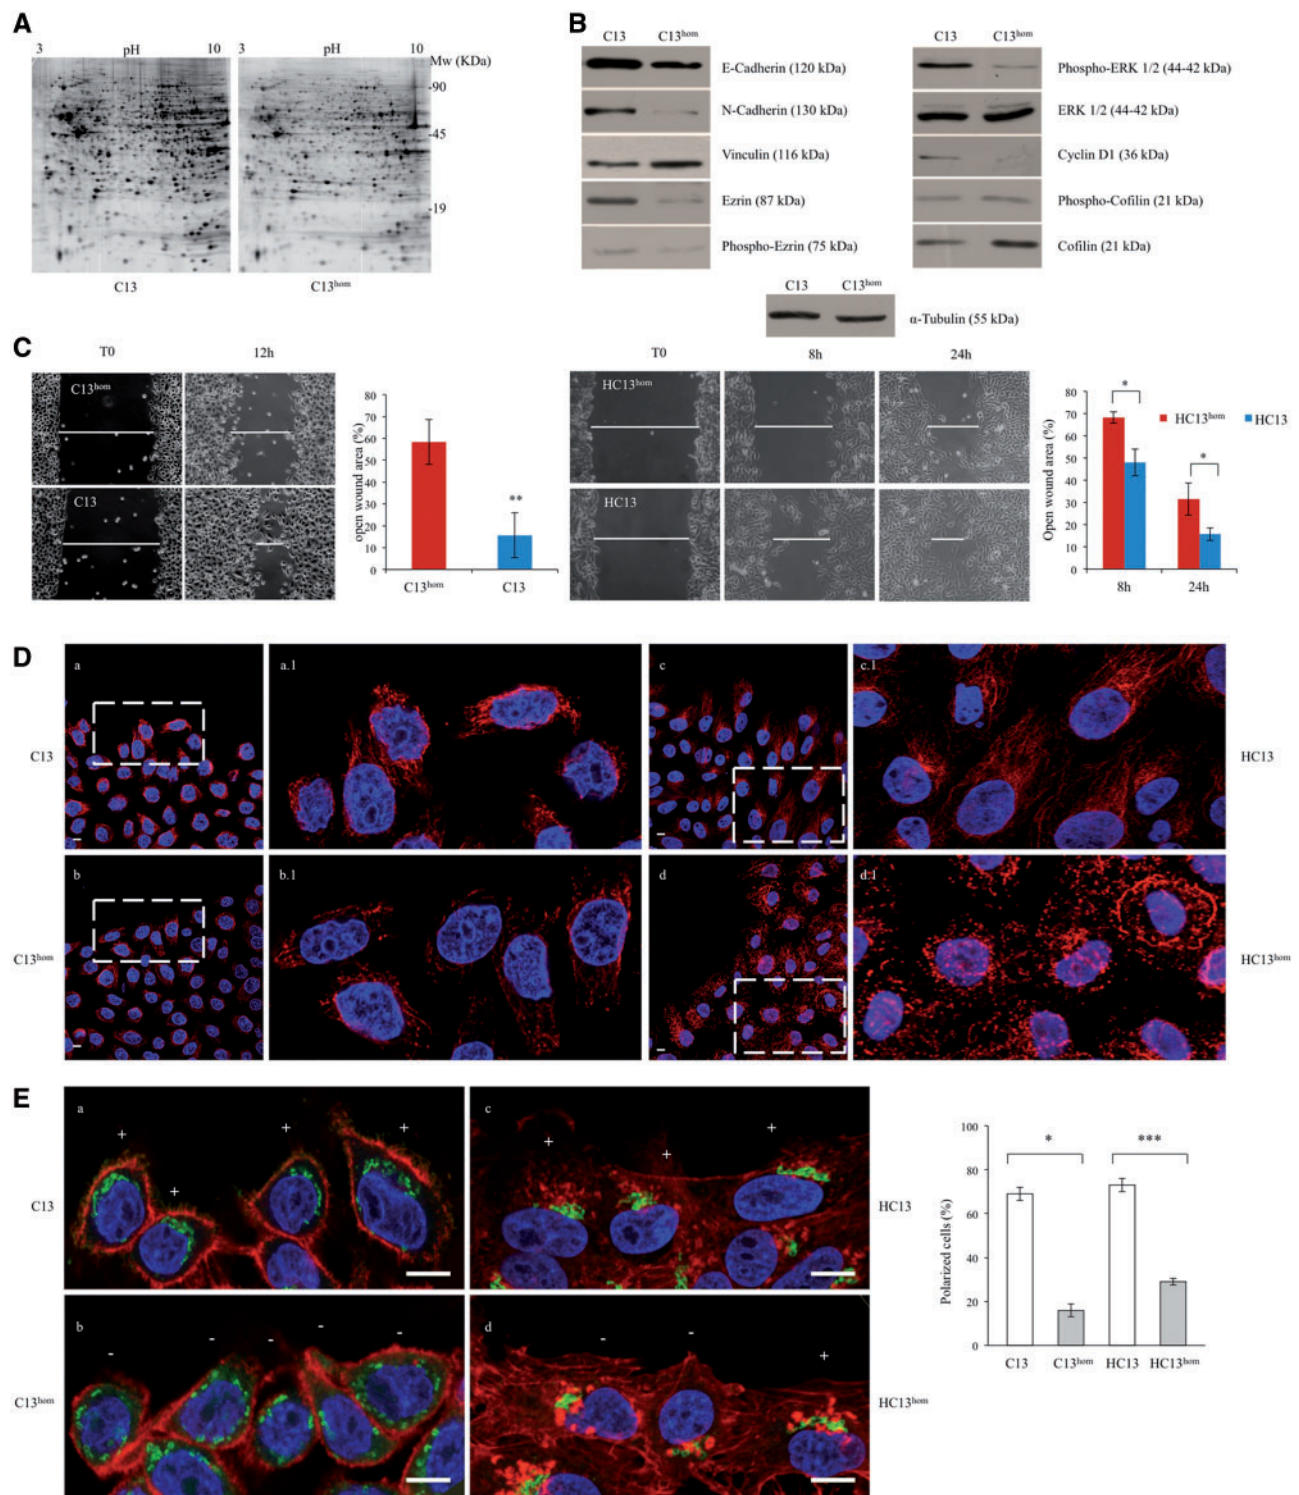 A
3 pH 10
3 pH 10
Mw (KDa)
-90
-45
-19
C13
C13hom
B
C13 C13hom
E-Cadherin (120 kDa)
N-Cadherin (130 kDa)
Vinculin (116 kDa)
Ezrin (87 kDa)
Phospho-Ezrin (75 kDa)
C13 C13hom
Phospho-ERK 1/2 (44-42 kDa)
ERK 1/2 (44-42 kDa)
Cyclin D1 (36 kDa)
Phospho-Cofilin (21 kDa)
Cofilin (21 kDa)
C13 C13hom
α-Tubulin (55 kDa)
C
T0 12h
C13hom
C13
open wound area (%)
80
70
60
50
40
30
20
10
0
**
C13hom C13
T0 8h 24h
HC13hom
HC13
Open wound area (%)
80
70
60
50
40
30
20
10
0
*
*
HC13hom HC13
8h 24h
D
a
a.1
c
c.1
C13
HC13
b
b.1
d
d.1
C13hom
HC13hom
E
a
+ + + +
c
+ + +
C13
HC13
b
- - - - -
d
- - +
C13hom
HC13hom
Polarized cells (%)
100
80
60
40
20
0
* ***
C13 C13hom HC13 HC13hom